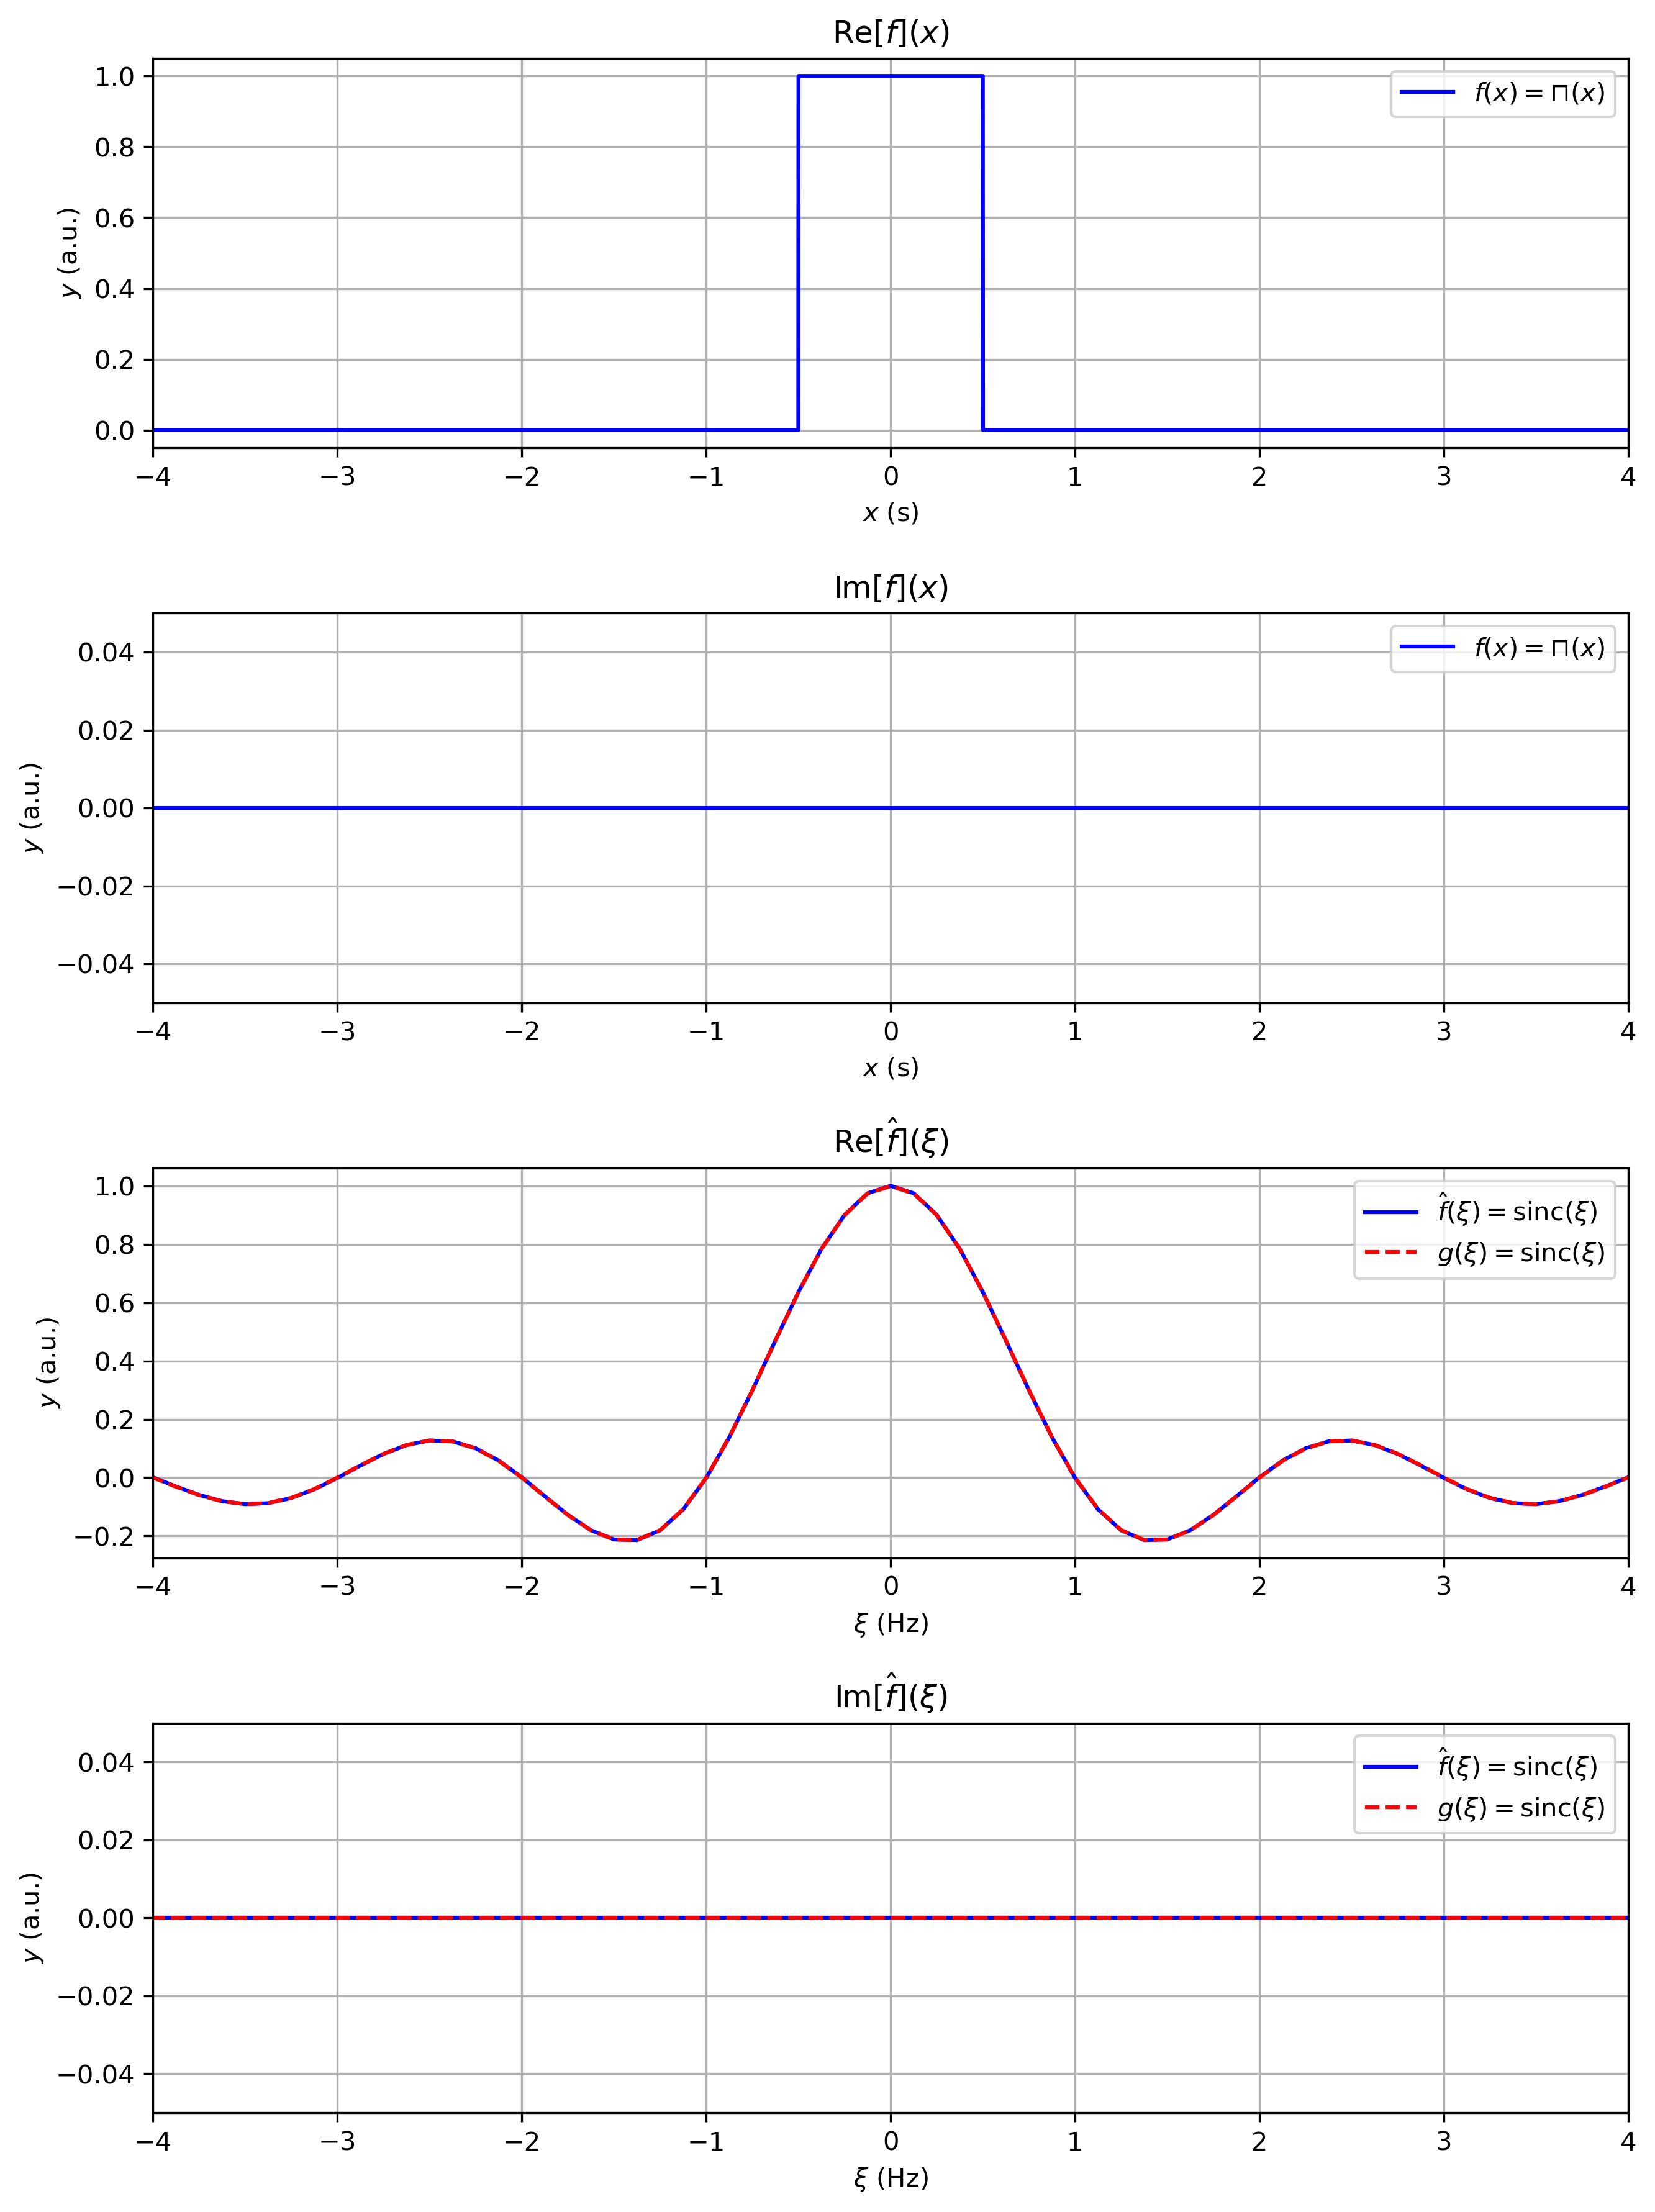 Re[f](x)
f(x) = ⊓(x)
y (a.u.)
1.0
0.8
0.6
0.4
0.2
0.0
−4 −3 −2 −1 0 1 2 3 4
x (s)
Im[f](x)
f(x) = ⊓(x)
y (a.u.)
0.04
0.02
0.00
−0.02
−0.04
−4 −3 −2 −1 0 1 2 3 4
x (s)
Re[f̂](ξ)
f̂(ξ) = sinc(ξ)
g(ξ) = sinc(ξ)
y (a.u.)
1.0
0.8
0.6
0.4
0.2
0.0
−0.2
−4 −3 −2 −1 0 1 2 3 4
ξ (Hz)
Im[f̂](ξ)
f̂(ξ) = sinc(ξ)
g(ξ) = sinc(ξ)
y (a.u.)
0.04
0.02
0.00
−0.02
−0.04
−4 −3 −2 −1 0 1 2 3 4
ξ (Hz)